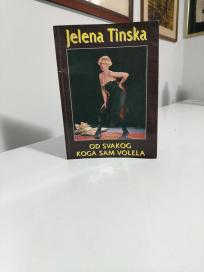 Jelena Tinska
OD SVAKOG
KOGA SAM VOLELA